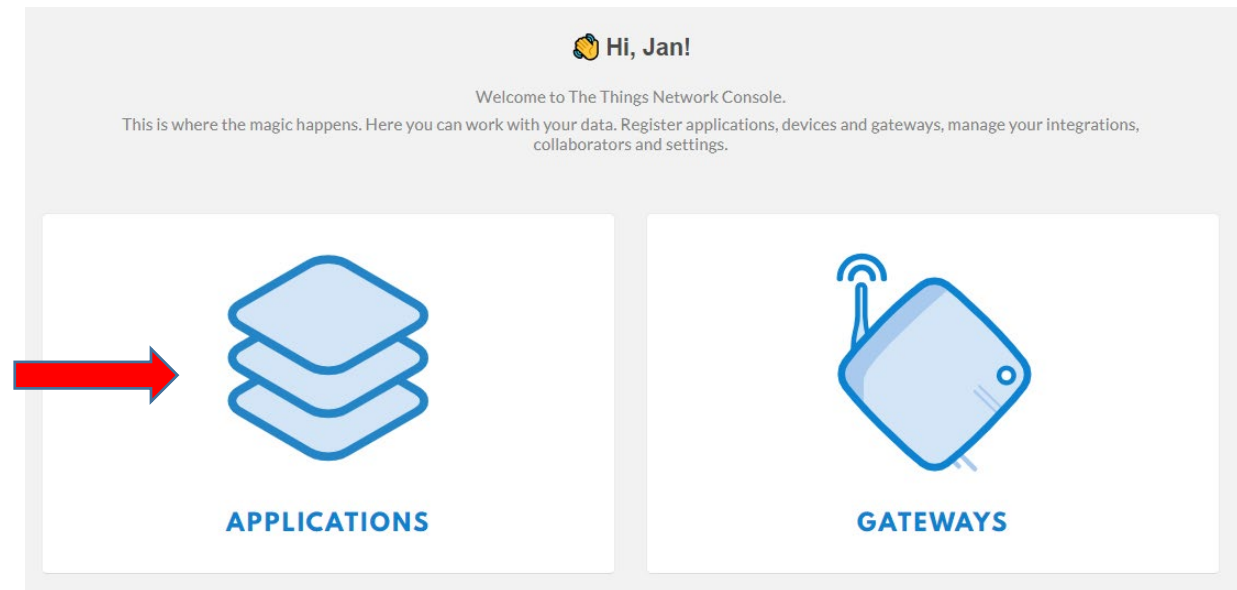 👋 Hi, Jan!
Welcome to The Things Network Console.
This is where the magic happens. Here you can work with your data. Register applications, devices and gateways, manage your integrations,
collaborators and settings.
APPLICATIONS
GATEWAYS